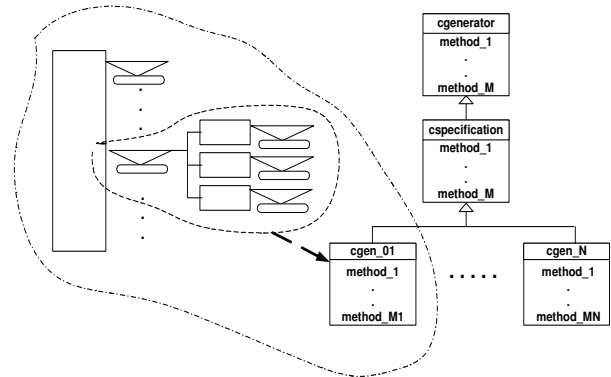 cgenerator
method_1
.
.
method_M
cspecification
method_1
.
.
method_M
cgen_01
method_1
.
.
method_M1
. . . . .
cgen_N
method_1
.
.
method_MN